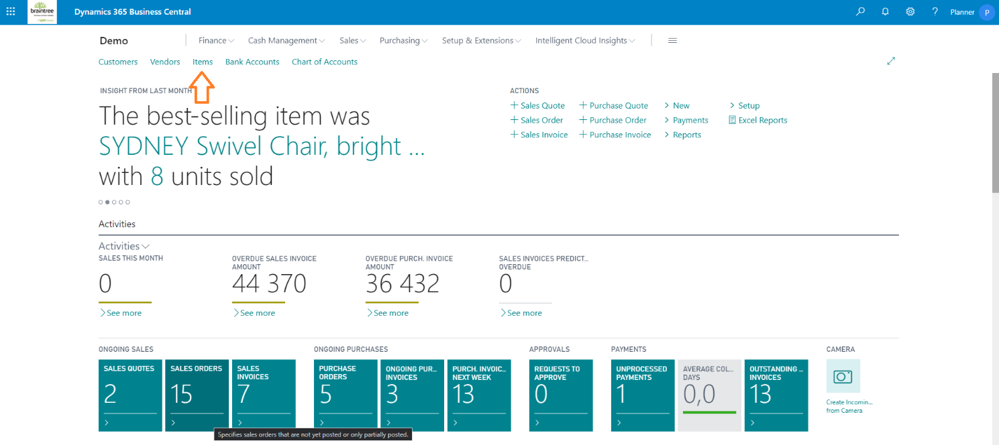 braintree
Dynamics 365 Business Central
?
Planner
P
Demo
Finance
Cash Management
Sales
Purchasing
Setup & Extensions
Intelligent Cloud Insights
Customers
Vendors
Items
Bank Accounts
Chart of Accounts
INSIGHT FROM LAST MONTH
The best-selling item was
SYDNEY Swivel Chair, bright ...
with 8 units sold
ACTIONS
+ Sales Quote
+ Purchase Quote
> New
> Setup
+ Sales Order
+ Purchase Order
> Payments
Excel Reports
+ Sales Invoice
+ Purchase Invoice
> Reports
Activities
Activities
SALES THIS MONTH
0
> See more
OVERDUE SALES INVOICE
AMOUNT
44 370
> See more
OVERDUE PURCH. INVOICE
AMOUNT
36 432
> See more
SALES INVOICES PREDICT...
OVERDUE
0
> See more
ONGOING SALES
SALES QUOTES
2
>
SALES ORDERS
15
>
SALES
INVOICES
7
>
ONGOING PURCHASES
PURCHASE
ORDERS
5
>
ONGOING PUR...
INVOICES
3
>
PURCH. INVOIC...
NEXT WEEK
13
>
APPROVALS
REQUESTS TO
APPROVE
0
>
PAYMENTS
UNPROCESSED
PAYMENTS
1
>
AVERAGE COL...
DAYS
0,0
OUTSTANDING ...
INVOICES
13
>
CAMERA
Create Incomin...
from Camera
Specifies sales orders that are not yet posted or only partially posted.